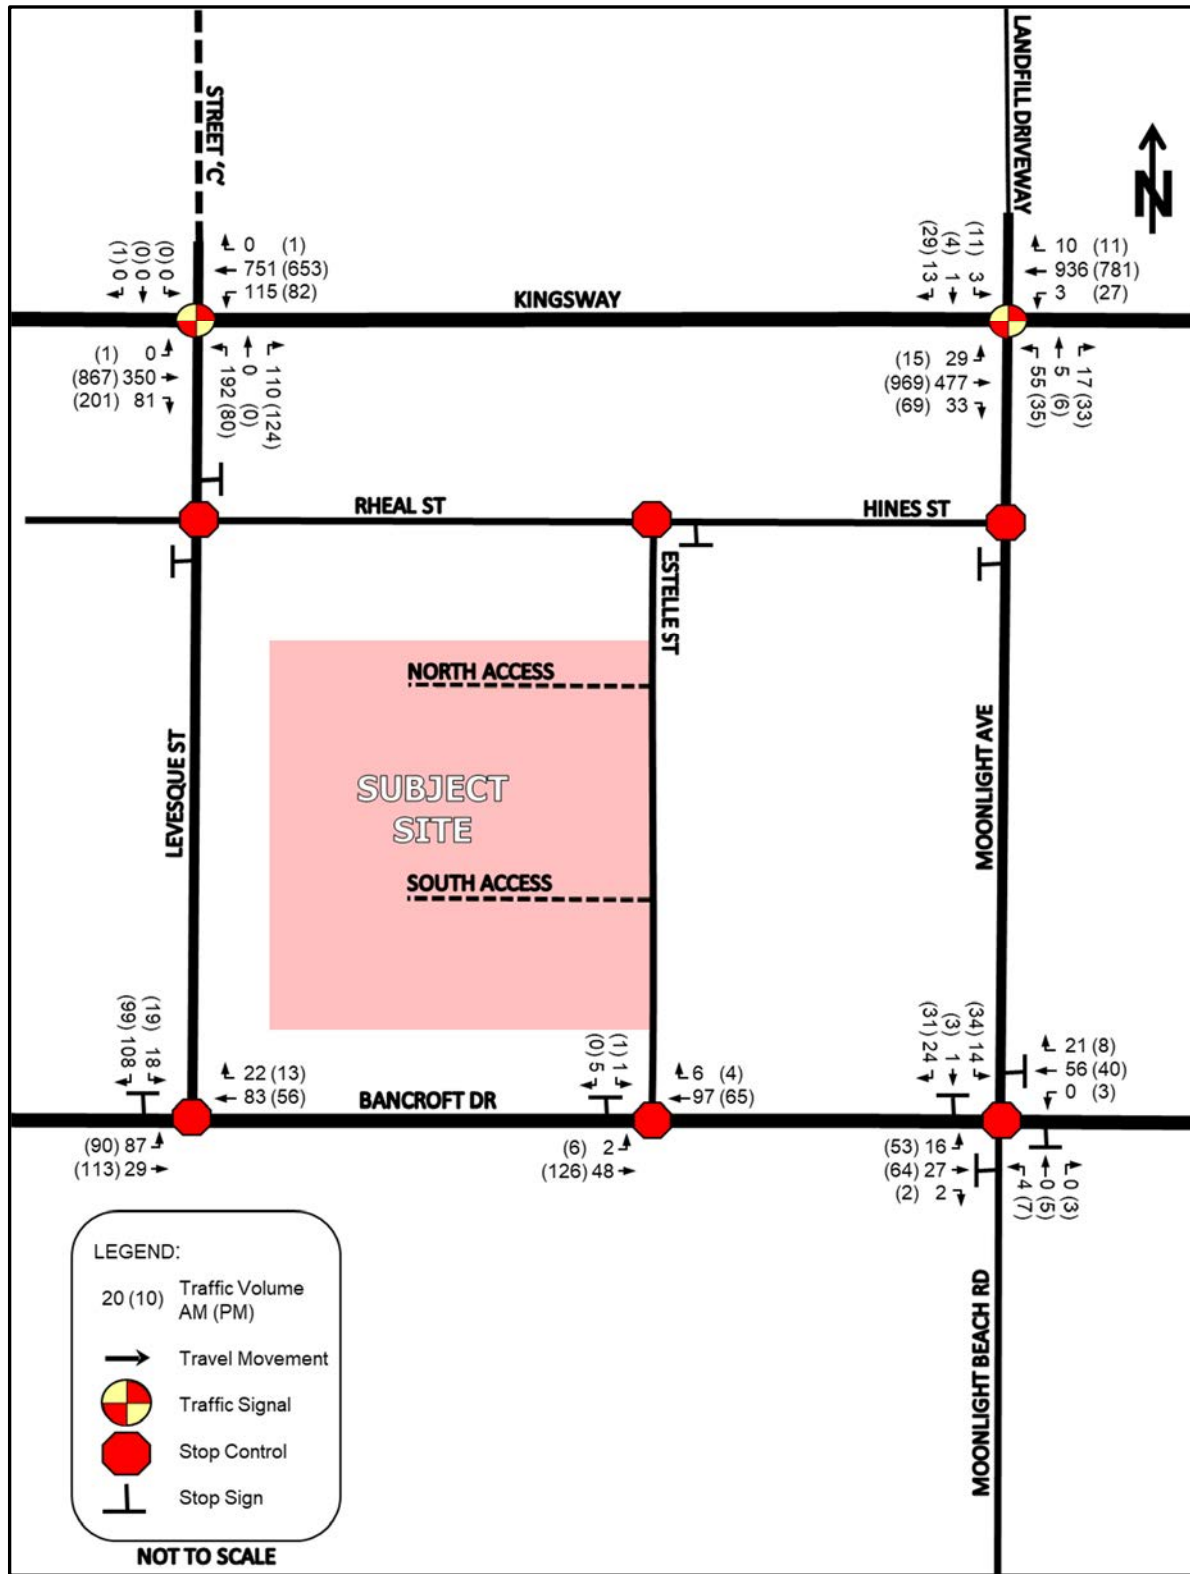 STREET 'C'
LANDFILL DRIVEWAY
N
(1) 0
(0) 0
(0) 0
0 (1)
751 (653)
115 (82)
(29) 13
(4) 1
(11) 3
10 (11)
936 (781)
3 (27)
KINGSWAY
(1) 0
(867) 350
(201) 81
192 (80)
0 (0)
110 (124)
(15) 29
(969) 477
(69) 33
55 (35)
5 (6)
17 (33)
RHEAL ST
HINES ST
ESTELLE ST
NORTH ACCESS
LEVESQUE ST
SUBJECT
SITE
MOONLIGHT AVE
SOUTH ACCESS
(99) 108
(19) 18
22 (13)
83 (56)
BANCROFT DR
(0) 5
(1) 1
6 (4)
97 (65)
(31) 24
(3) 1
(34) 14
21 (8)
56 (40)
0 (3)
(90) 87
(113) 29
(6) 2
(126) 48
(53) 16
(64) 27
(2) 2
4 (7)
0 (5)
0 (3)
MOONLIGHT BEACH RD
LEGEND:
20 (10) Traffic Volume
AM (PM)
Travel Movement
Traffic Signal
Stop Control
Stop Sign
NOT TO SCALE